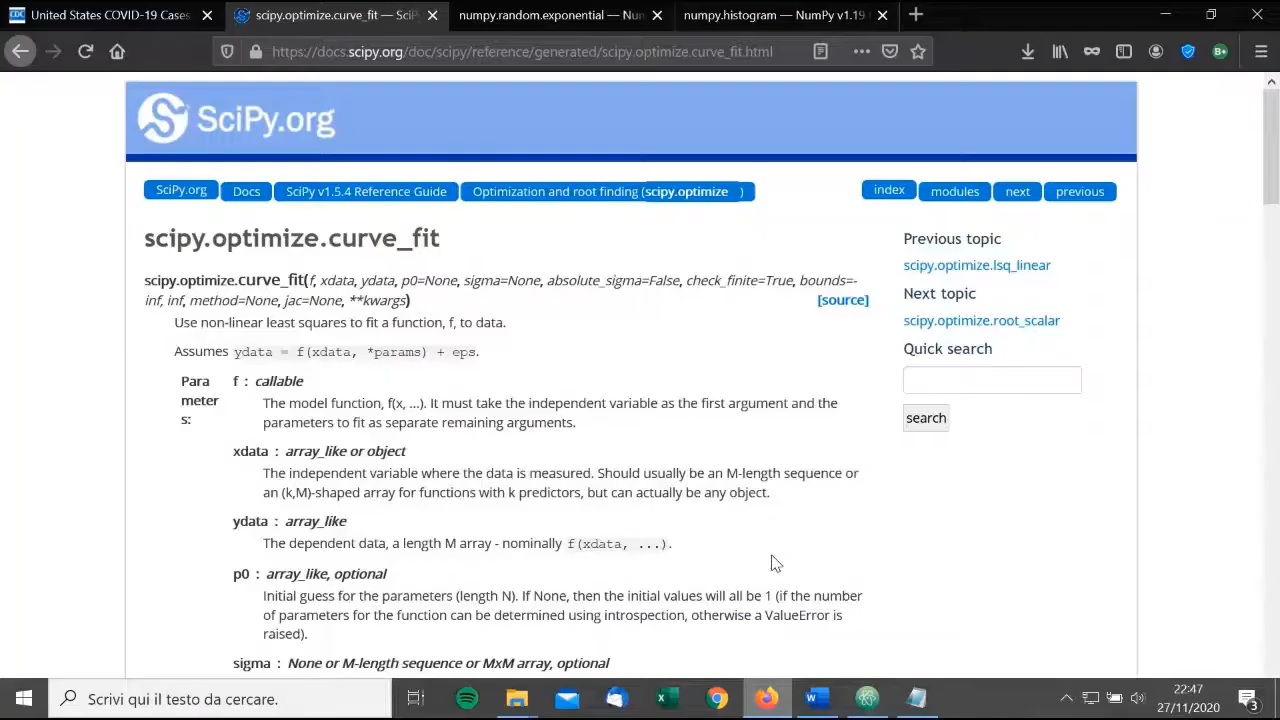 United States COVID-19 Cases
scipy.optimize.curve_fit — SciP
numpy.random.exponential — Num
numpy.histogram — NumPy v1.19
https://docs.scipy.org/doc/scipy/reference/generated/scipy.optimize.curve_fit.html
SciPy.org
SciPy.org
Docs
SciPy v1.5.4 Reference Guide
Optimization and root finding (scipy.optimize )
index
modules
next
previous
scipy.optimize.curve_fit
scipy.optimize.curve_fit(f, xdata, ydata, p0=None, sigma=None, absolute_sigma=False, check_finite=True, bounds=-
inf, inf, method=None, jac=None, **kwargs)
[source]
Use non-linear least squares to fit a function, f, to data.
Assumes ydata = f(xdata, *params) + eps.
Para
meter
s:
f : callable
The model function, f(x, ...). It must take the independent variable as the first argument and the
parameters to fit as separate remaining arguments.
xdata : array_like or object
The independent variable where the data is measured. Should usually be an M-length sequence or
an (k,M)-shaped array for functions with k predictors, but can actually be any object.
ydata : array_like
The dependent data, a length M array - nominally f(xdata, ...).
p0 : array_like, optional
Initial guess for the parameters (length N). If None, then the initial values will all be 1 (if the number
of parameters for the function can be determined using introspection, otherwise a ValueError is
raised).
sigma : None or M-length sequence or MxM array, optional
Previous topic
scipy.optimize.lsq_linear
Next topic
scipy.optimize.root_scalar
Quick search
search
Scrivi qui il testo da cercare.
22:47
27/11/2020
3